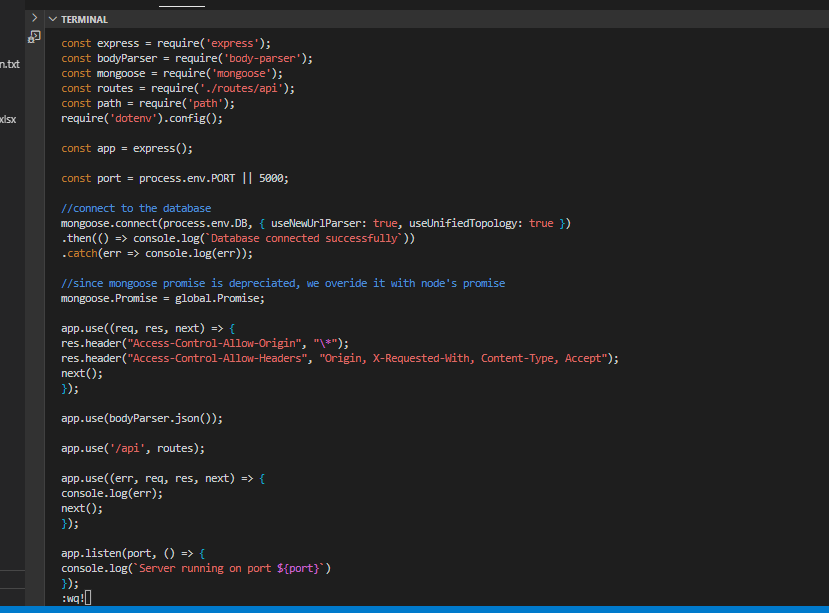 TERMINAL
const express = require('express');
const bodyParser = require('body-parser');
const mongoose = require('mongoose');
const routes = require('./routes/api');
const path = require('path');
require('dotenv').config();
const app = express();
const port = process.env.PORT || 5000;
//connect to the database
mongoose.connect(process.env.DB, { useNewUrlParser: true, useUnifiedTopology: true })
.then(() => console.log(`Database connected successfully`))
.catch(err => console.log(err));
//since mongoose promise is depreciated, we overide it with node's promise
mongoose.Promise = global.Promise;
app.use((req, res, next) => {
res.header("Access-Control-Allow-Origin", "\*");
res.header("Access-Control-Allow-Headers", "Origin, X-Requested-With, Content-Type, Accept");
next();
});
app.use(bodyParser.json());
app.use('/api', routes);
app.use((err, req, res, next) => {
console.log(err);
next();
});
app.listen(port, () => {
console.log(`Server running on port ${port}`)
});
:wq!
n.txt
xlsx